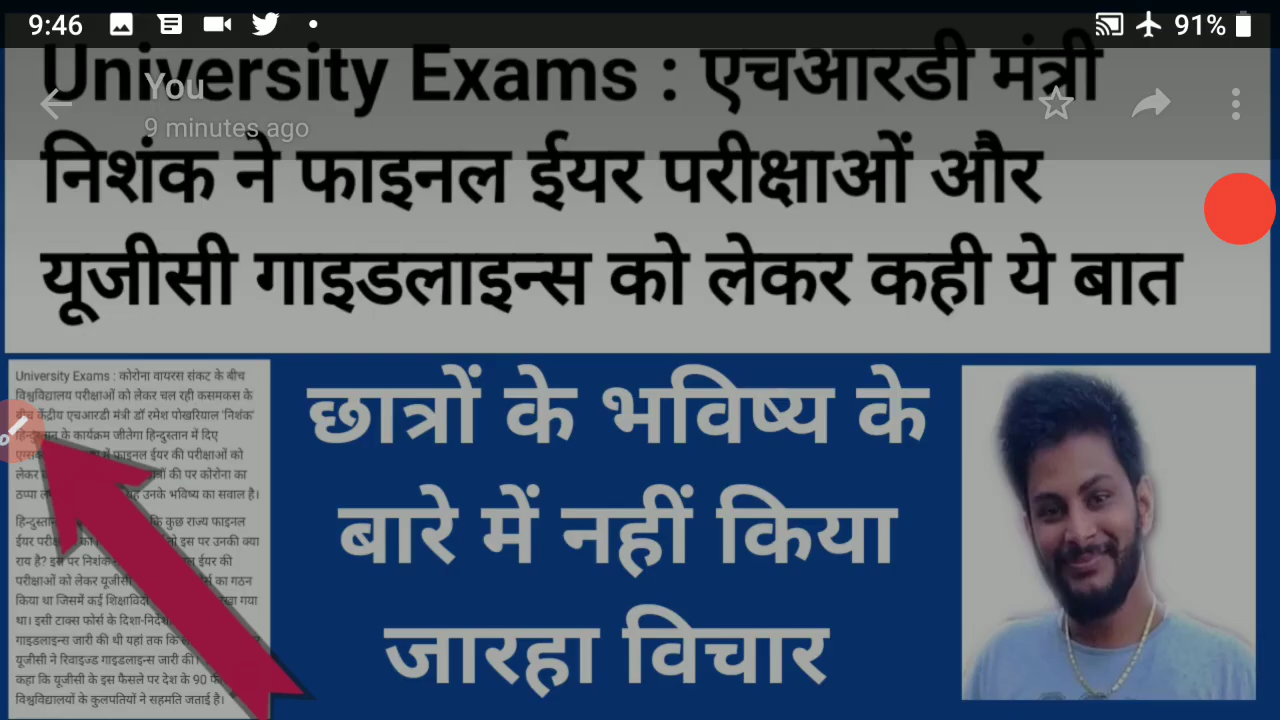 9:46
91%
You
9 minutes ago
University Exams : एचआरडी मंत्री
निशंक ने फाइनल ईयर परीक्षाओं और
यूजीसी गाइडलाइन्स को लेकर कही ये बात
University Exams : कोरोना वायरस संकट के बीच
विश्वविद्यालय परीक्षाओं को लेकर चल रही कसमकस के
बीच केंद्रीय एचआरडी मंत्री डॉ रमेश पोखरियाल 'निशंक'
हिन्दुस्तान के कार्यक्रम जीतेगा हिन्दुस्तान में दिए
में फाइनल ईयर की परीक्षाओं को
लेकर की पर कोरोना का
ठप्पा उनके भविष्य का सवाल है।
कि कुछ राज्य फाइनल
ईयर इस पर उनकी क्या
राय है? इस पर निशंक ईयर की
परीक्षाओं को लेकर यूजीसी का गठन
किया था जिसमें कई गया
था। इसी टाक्स फोर्स के
गाइडलाइन्स जारी की थी यहां तक कि
यूजीसी ने रिवाइज्ड गाइडलाइन्स जारी की।
कहा कि यूजीसी के इस फैसले पर देश के 90
विश्वविद्यालयों के कुलपतियों ने सहमति जताई है।
छात्रों के भविष्य के
बारे में नहीं किया
जारहा विचार